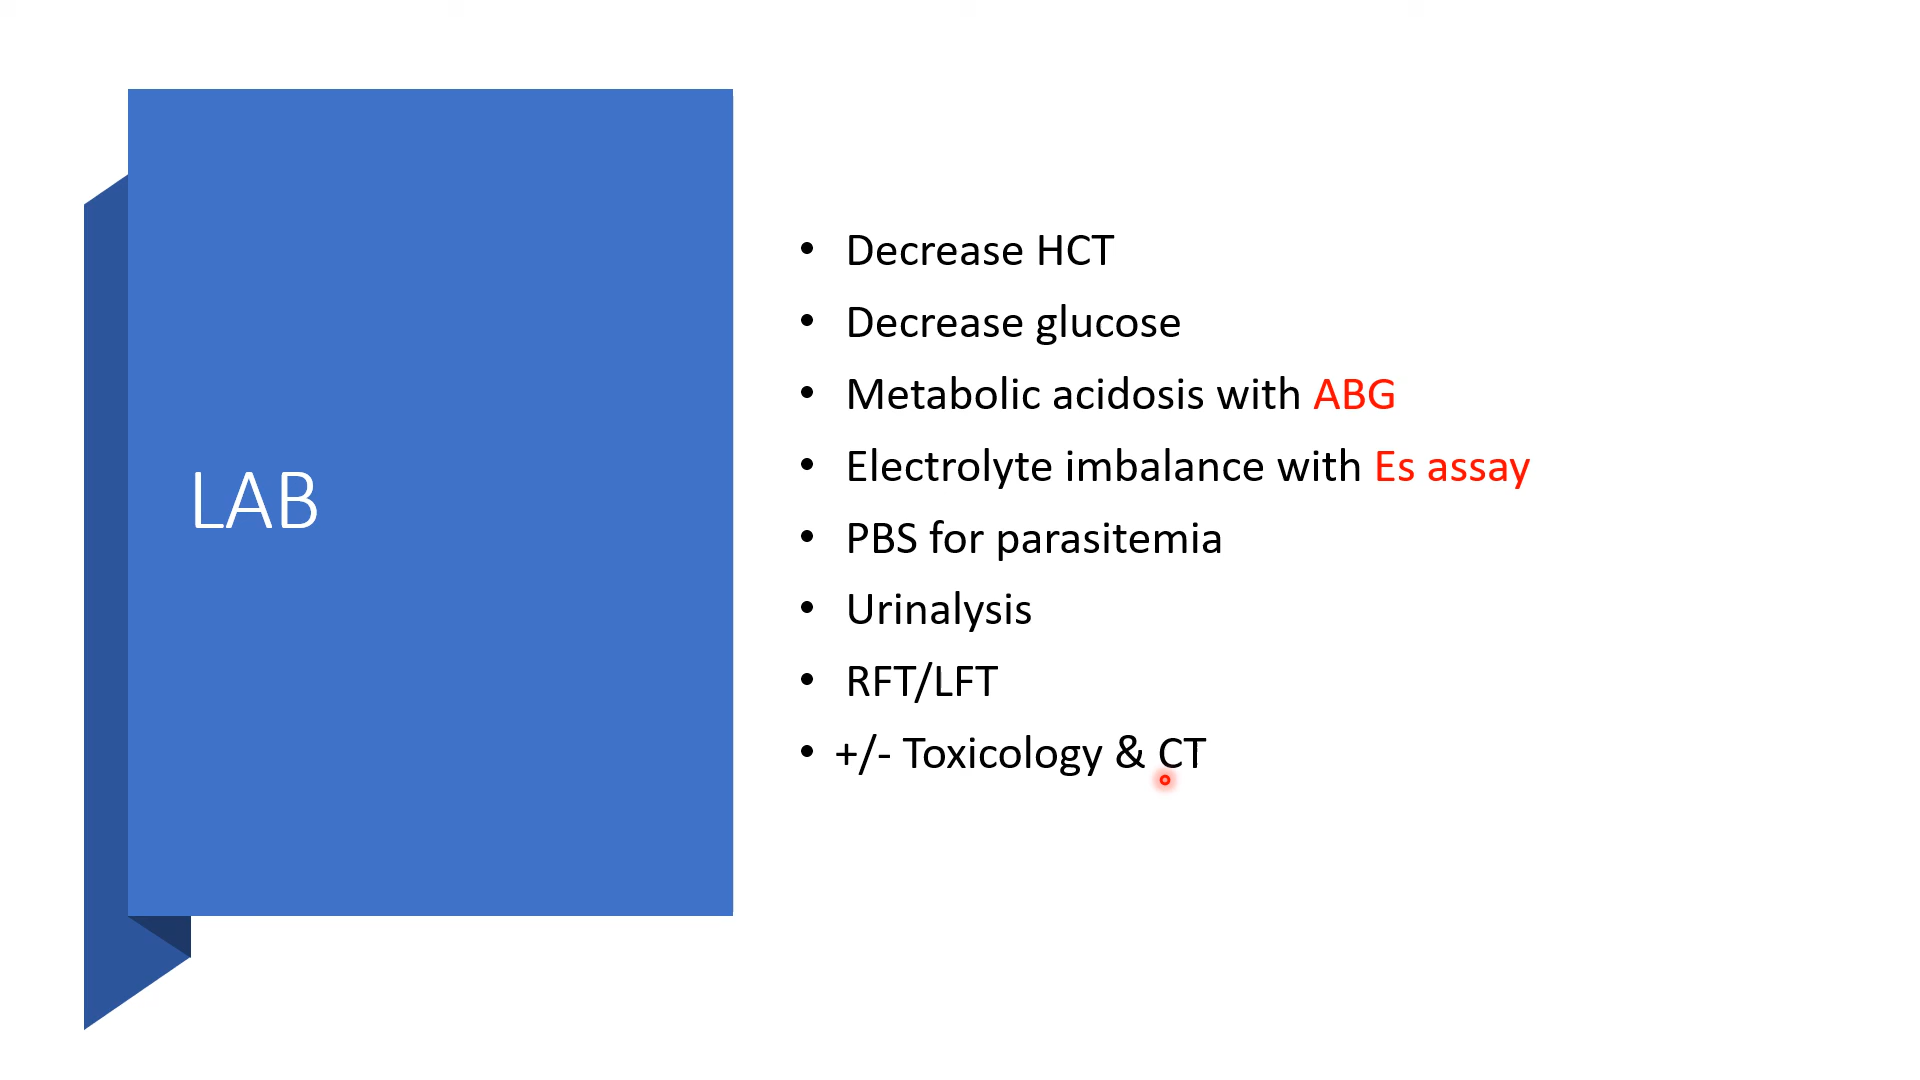 LAB
• Decrease HCT
• Decrease glucose
• Metabolic acidosis with ABG
• Electrolyte imbalance with Es assay
• PBS for parasitemia
• Urinalysis
• RFT/LFT
• +/- Toxicology & CT